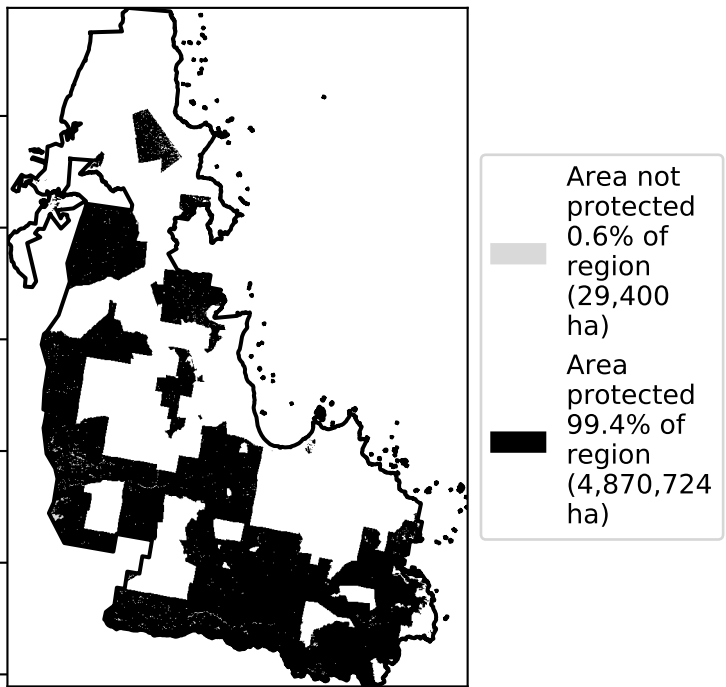 Area not
protected
0.6% of
region
(29,400
ha)
Area
protected
99.4% of
region
(4,870,724
ha)